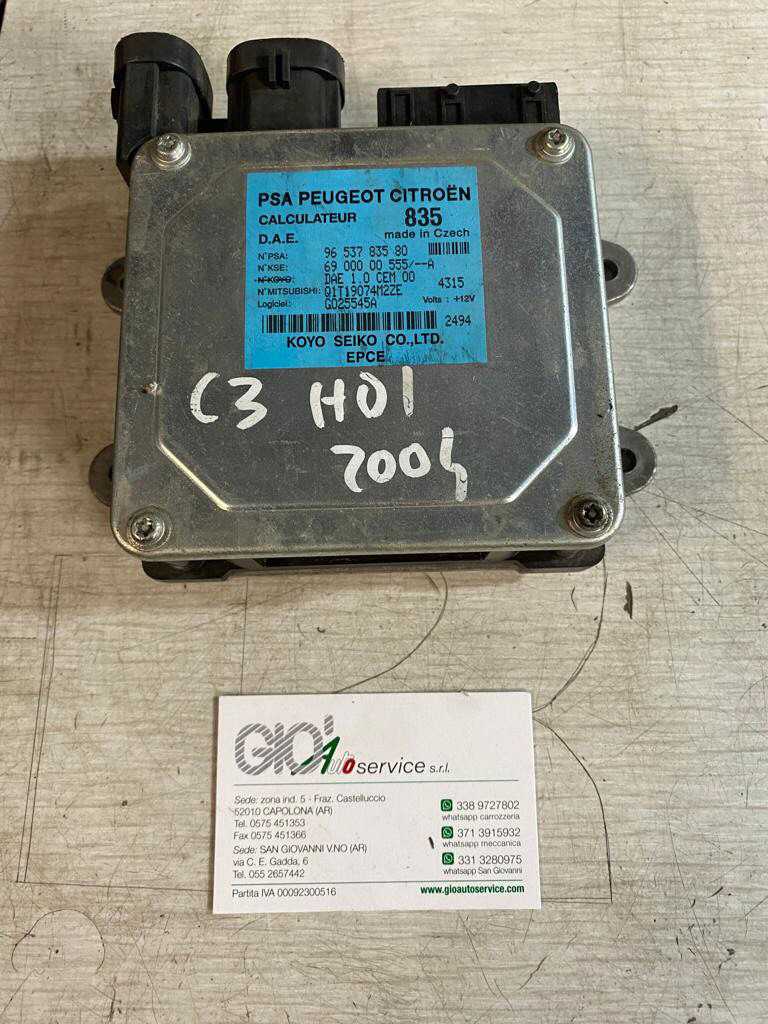 PSA PEUGEOT CITROËN
CALCULATEUR 835
D.A.E. made in Czech
N°PSA: 96 537 835 80
N°KSE: 69 000 00 555/--A
N°KOYO: DAE 1.0 CEM 00
N°MITSUBISHI: Q1T19074M2ZE 4315
Logiciel: G025545A Volts : +12V
2494
KOYO SEIKO CO.,LTD.
EPCE
C3 HDI
2004
GIO' Auto service s.r.l.
Sede: zona ind. 5 - Fraz. Castelluccio
52010 CAPOLONA (AR)
Tel. 0575 451353
Fax 0575 451366
Sede: SAN GIOVANNI V.NO (AR)
via C. E. Gadda, 6
Tel. 055 2657442
Partita IVA 00092300516
338 9727802
whatsapp carrozzeria
371 3915932
whatsapp meccanica
331 3280975
whatsapp San Giovanni
www.gioautoservice.com